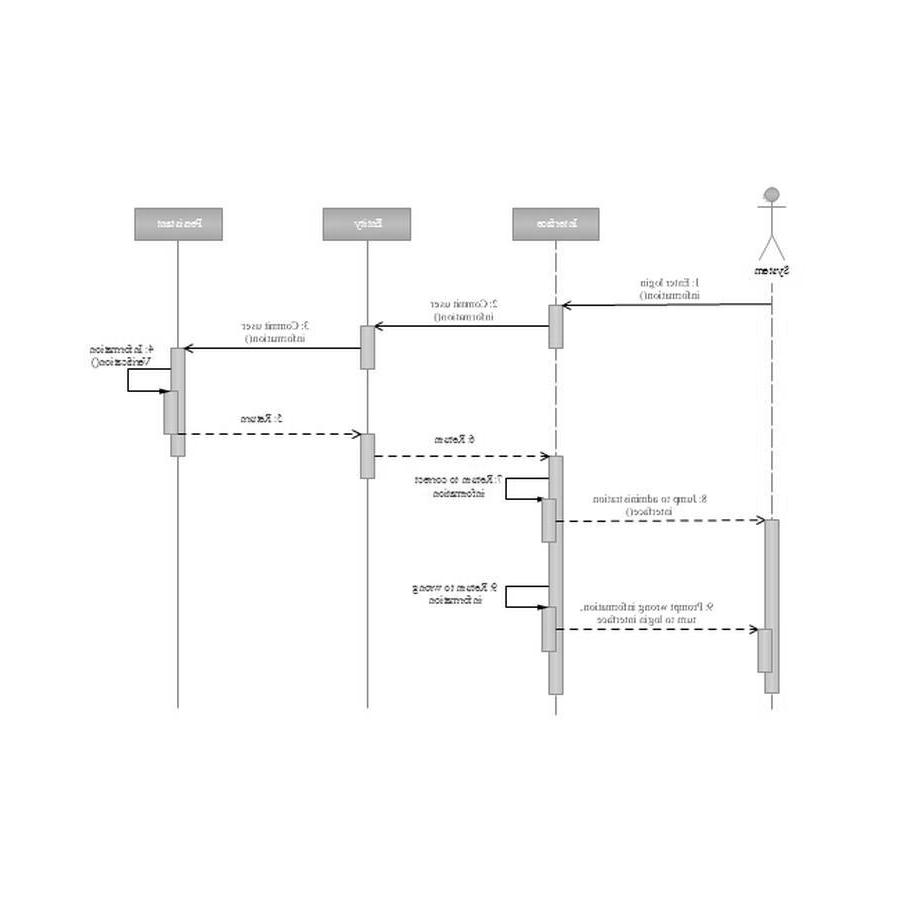 System
Interface
Entity
Persistant
1: Enter login
information()
2: Commit user
information()
3: Commit user
information()
4: Information
Verification()
5: Return
6: Return
7: Return to correct
information
8: Jump to administration
interface()
9: Return to wrong
information
9: Prompt wrong information,
turn to login interface